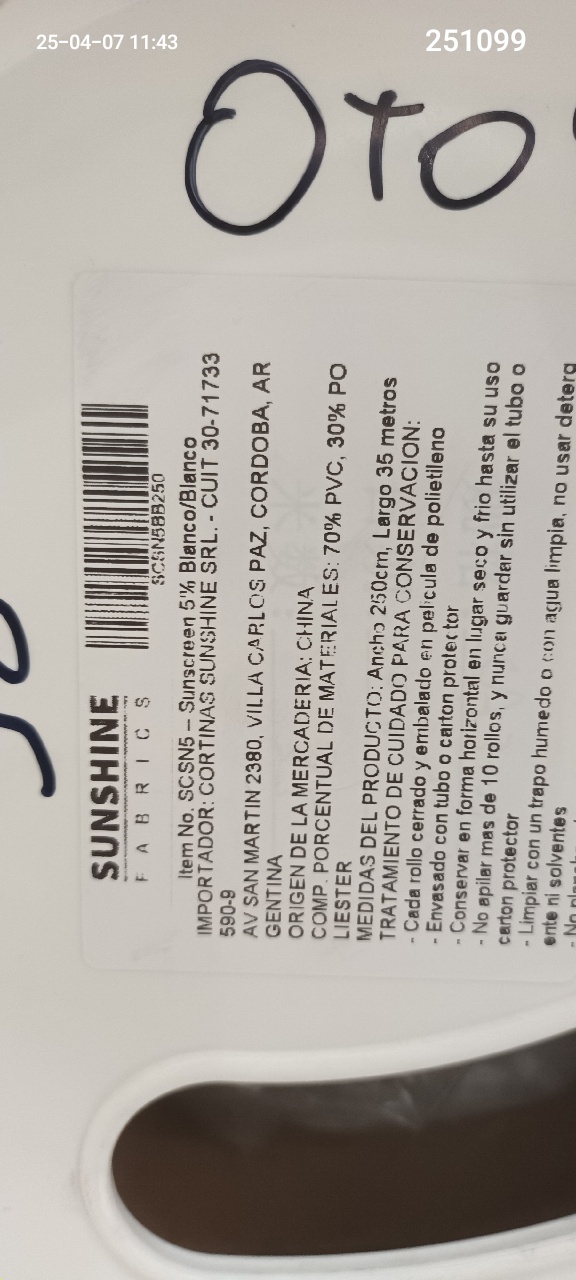 25-04-07 11:43
251099
OTO
SUNSHINE
FABRICS
SCSN5BB250
Item No. SCSN5 – Sunscreen 5% Blanco/Blanco
IMPORTADOR: CORTINAS SUNSHINE SRL. - CUIT 30-71733
590-9
AV SAN MARTIN 2380, VILLA CARLOS PAZ, CORDOBA, AR
GENTINA
ORIGEN DE LA MERCADERIA: CHINA
COMP. PORCENTUAL DE MATERIALES: 70% PVC, 30% PO
LIESTER
MEDIDAS DEL PRODUCTO: Ancho 250cm, Largo 35 metros
TRATAMIENTO DE CUIDADO PARA CONSERVACION:
- Cada rollo cerrado y embalado en pelicula de polietileno
- Envasado con tubo o carton protector
- Conservar en forma horizontal en lugar seco y frio hasta su uso
- No apilar mas de 10 rollos, y nunca guarder sin utilizar el tubo o
carton protector
- Limpiar con un trapo humedo o con agua limpia, no usar deterg
ente ni solventes
- No